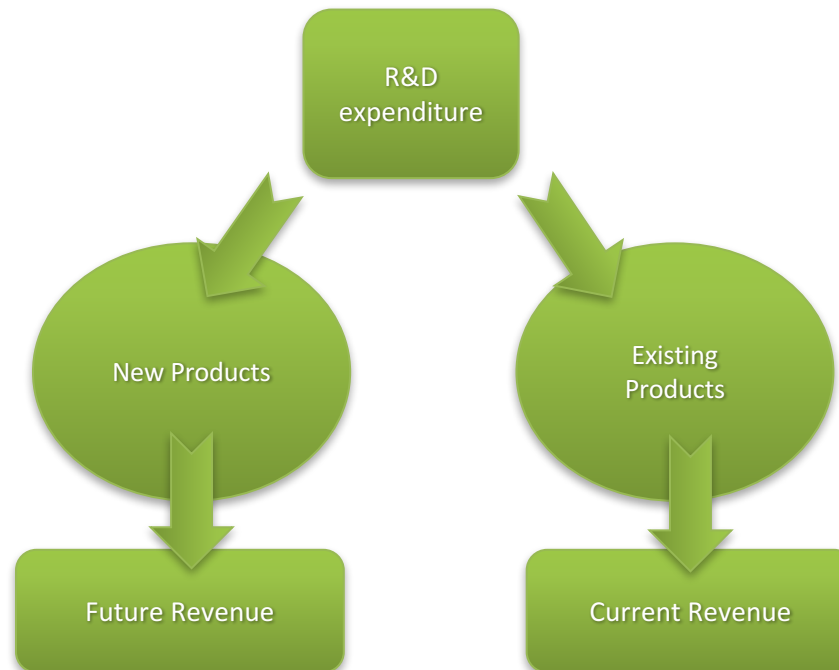 R&D
expenditure
New Products
Existing
Products
Future Revenue
Current Revenue